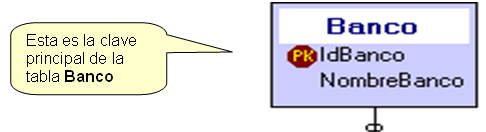 Esta es la clave
principal de la
tabla Banco
Banco
PK IdBanco
NombreBanco